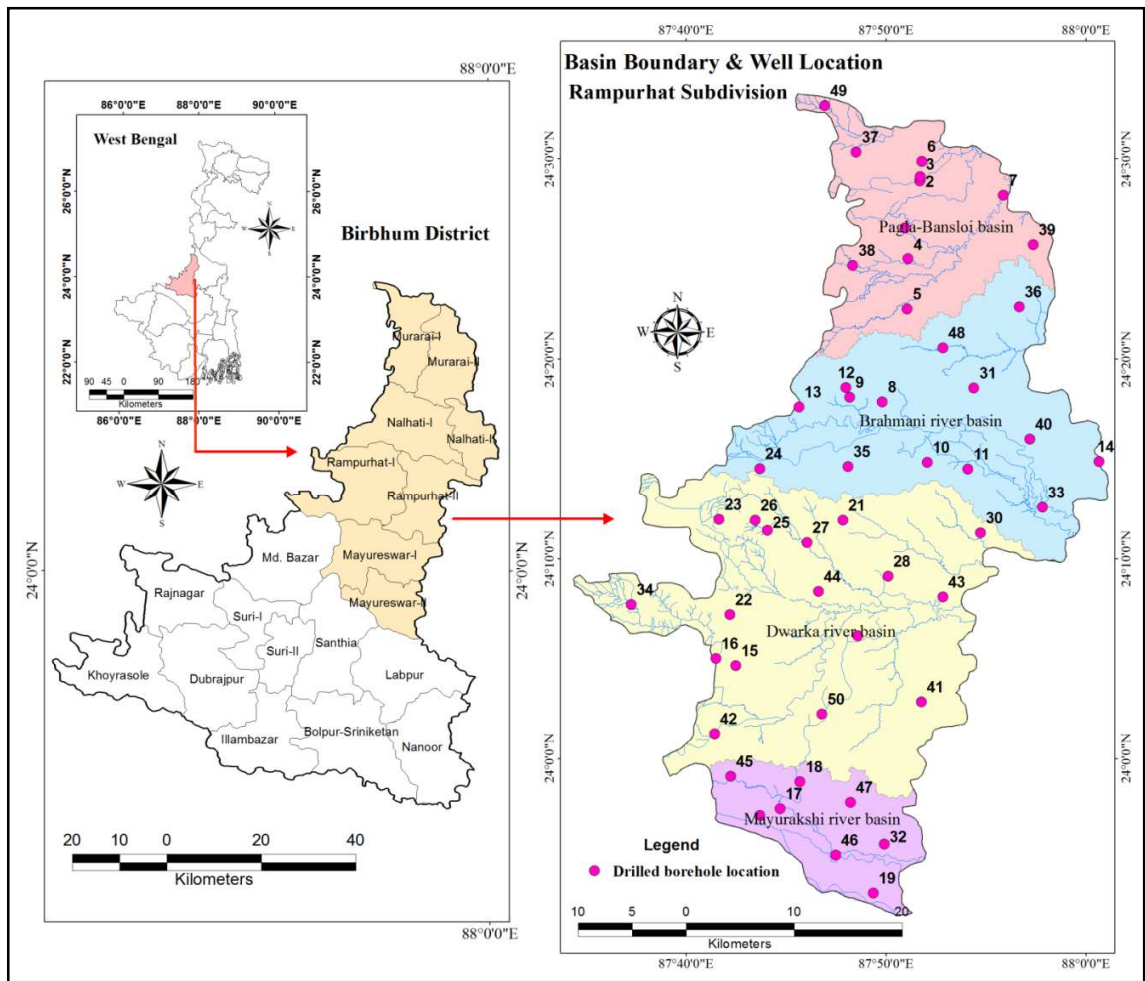 88°0'0"E
86°0'0"E 88°0'0"E 90°0'0"E
West Bengal
26°0'0"N
24°0'0"N
22°0'0"N
26°0'0"N
24°0'0"N
22°0'0"N
90 45 0 90 180
Kilometers
86°0'0"E 88°0'0"E 90°0'0"E
N
W E
S
Birbhum District
Murarai-I
Murarai-II
Nalhati-I
Nalhati-II
Rampurhat-I
Rampurhat-II
Md. Bazar
Mayureswar-I
Mayureswar-II
Rajnagar
Suri-I
Suri-II
Santhia
Khoyrasole
Dubrajpur
Labpur
Illambazar
Bolpur-Sriniketan
Nanoor
24°0'0"N
24°0'0"N
20 10 0 20 40
Kilometers
88°0'0"E
87°40'0"E 87°50'0"E 88°0'0"E
Basin Boundary & Well Location
Rampurhat Subdivision
49
37
6
3
2
7
Pagla-Bansloi basin
39
4
38
5
36
48
12
9
8
31
13
Brahmani river basin
40
24
35
10
11
14
33
23
26
25
21
27
30
28
44
43
34
22
Dwarka river basin
16
15
41
50
42
45
18
17
47
Mayurakshi river basin
46
32
19
24°30'0"N
24°20'0"N
24°10'0"N
24°0'0"N
24°30'0"N
24°20'0"N
24°10'0"N
24°0'0"N
Legend
Drilled borehole location
10 5 0 10 20
Kilometers
87°40'0"E 87°50'0"E 88°0'0"E